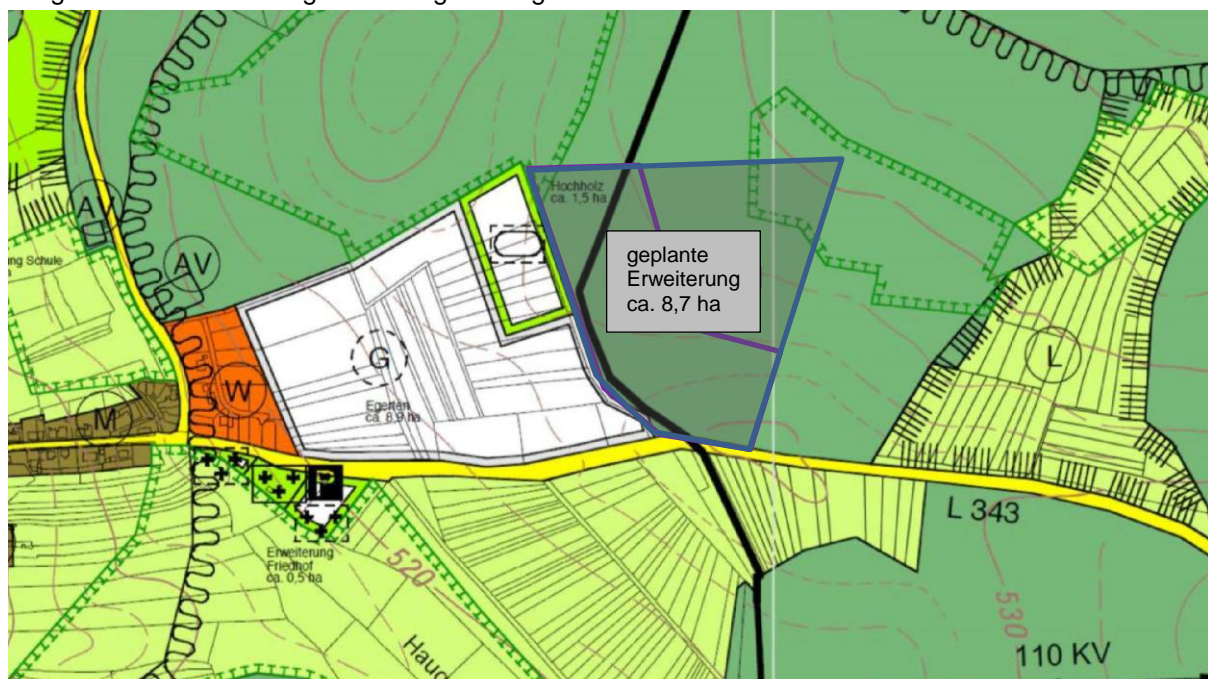 Hochholz
ca. 1,5 ha
A
ng Schule
AV
geplante
Erweiterung
ca. 8,7 ha
G
L
W
Egerten
ca. 8,9 ha
M
P
L 343
Erweiterung
Friedhof
ca. 0,5 ha
520
530
110 KV